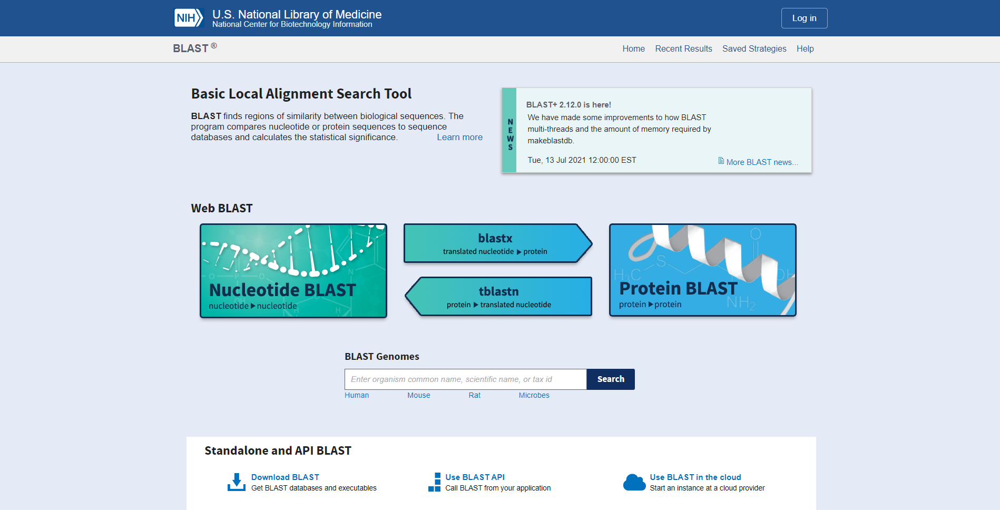 NIH
U.S. National Library of Medicine
National Center for Biotechnology Information
Log in
BLAST ®
Home
Recent Results
Saved Strategies
Help
Basic Local Alignment Search Tool
BLAST finds regions of similarity between biological sequences. The
program compares nucleotide or protein sequences to sequence
databases and calculates the statistical significance.
Learn more
NEWS
BLAST+ 2.12.0 is here!
We have made some improvements to how BLAST
multi-threads and the amount of memory required by
makeblastdb.
Tue, 13 Jul 2021 12:00:00 EST
More BLAST news...
Web BLAST
O P O
N
OH
O
H H
Nucleotide BLAST
nucleotide ▶ nucleotide
blastx
translated nucleotide ▶ protein
tblastn
protein ▶ translated nucleotide
O
S
H₃C
OH
NH₂
Protein BLAST
protein ▶ protein
BLAST Genomes
Enter organism common name, scientific name, or tax id
Search
Human
Mouse
Rat
Microbes
Standalone and API BLAST
Download BLAST
Get BLAST databases and executables
Use BLAST API
Call BLAST from your application
Use BLAST in the cloud
Start an instance at a cloud provider